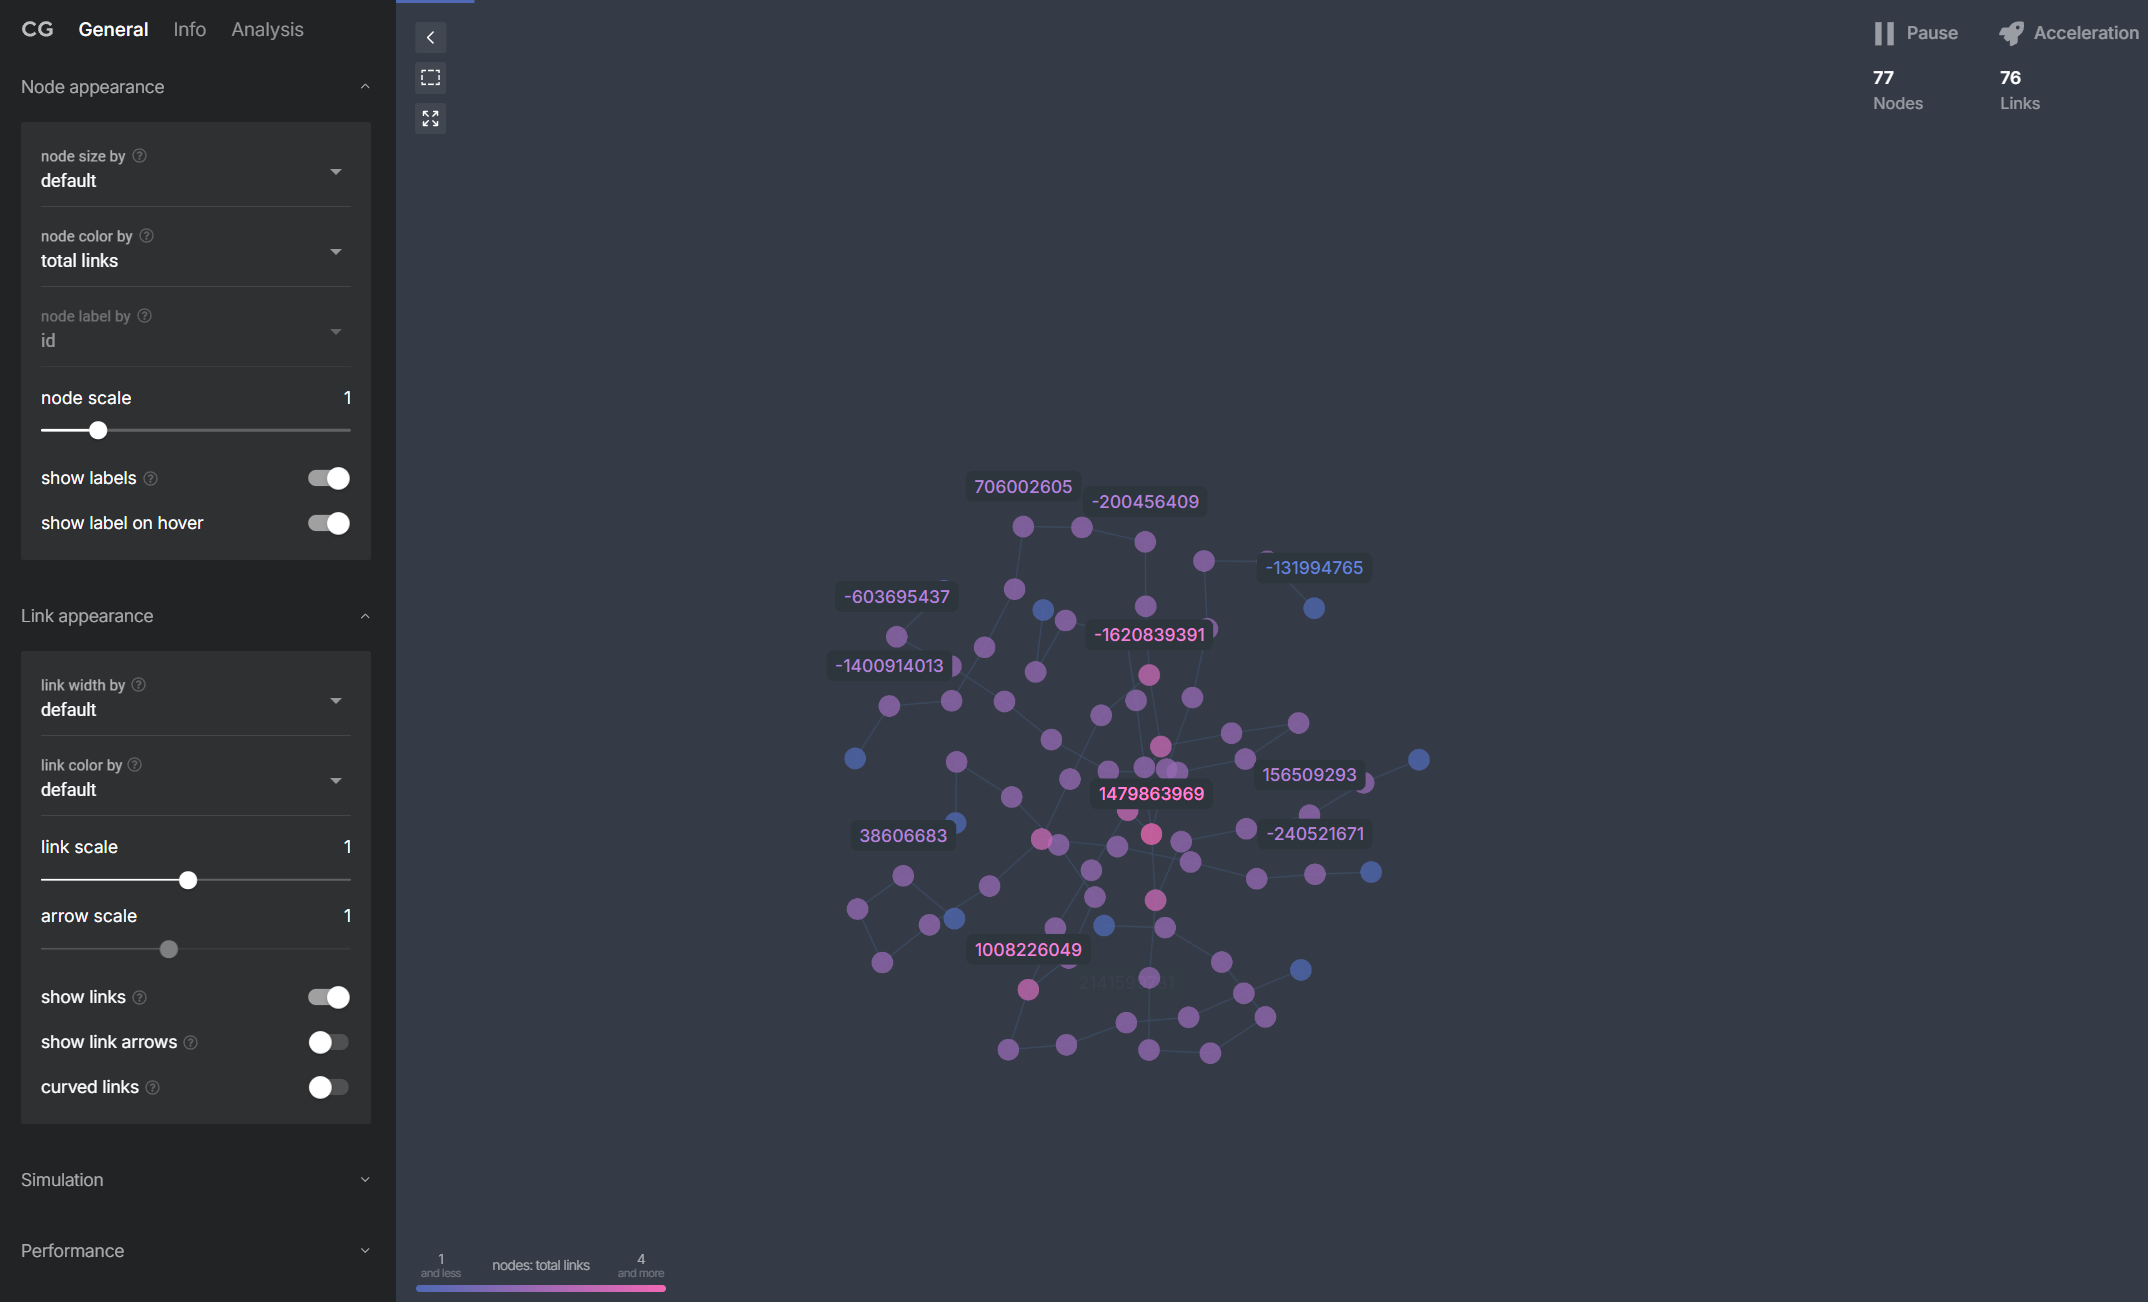 CG General Info Analysis
Node appearance
node size by
default
node color by
total links
node label by
id
node scale 1
show labels
show label on hover
Link appearance
link width by
default
link color by
default
link scale 1
arrow scale 1
show links
show link arrows
curved links
Simulation
Performance
Pause Acceleration
77 76
Nodes Links
706002605
-200456409
-131994765
-603695437
-1620839391
-1400914013
156509293
1479863969
-240521671
38606683
1008226049
1 nodes: total links 4
and less and more